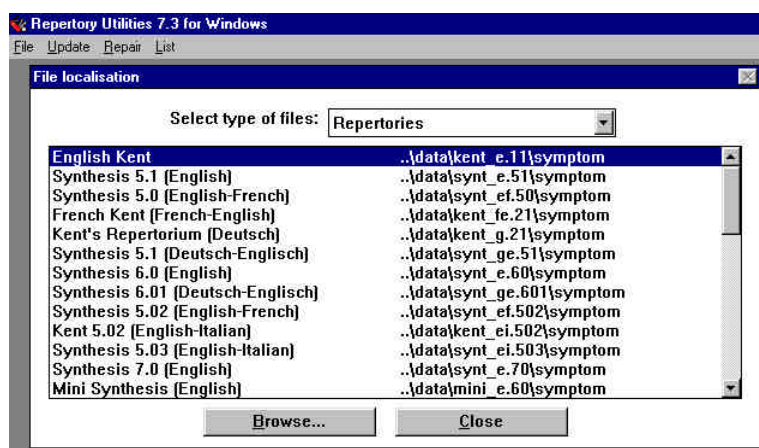 Repertory Utilities 7.3 for Windows
File Update Repair List
File localisation
Select type of files: Repertories
English Kent ..\data\kent_e.11\symptom
Synthesis 5.1 (English) ..\data\synt_e.51\symptom
Synthesis 5.0 (English-French) ..\data\synt_ef.50\symptom
French Kent (French-English) ..\data\kent_fe.21\symptom
Kent's Repertorium (Deutsch) ..\data\kent_g.21\symptom
Synthesis 5.1 (Deutsch-Englisch) ..\data\synt_ge.51\symptom
Synthesis 6.0 (English) ..\data\synt_e.60\symptom
Synthesis 6.01 (Deutsch-Englisch) ..\data\synt_ge.601\symptom
Synthesis 5.02 (English-French) ..\data\synt_ef.502\symptom
Kent 5.02 (English-Italian) ..\data\kent_ei.502\symptom
Synthesis 5.03 (English-Italian) ..\data\synt_ei.503\symptom
Synthesis 7.0 (English) ..\data\synt_e.70\symptom
Mini Synthesis (English) ..\data\mini_e.60\symptom
Browse... Close